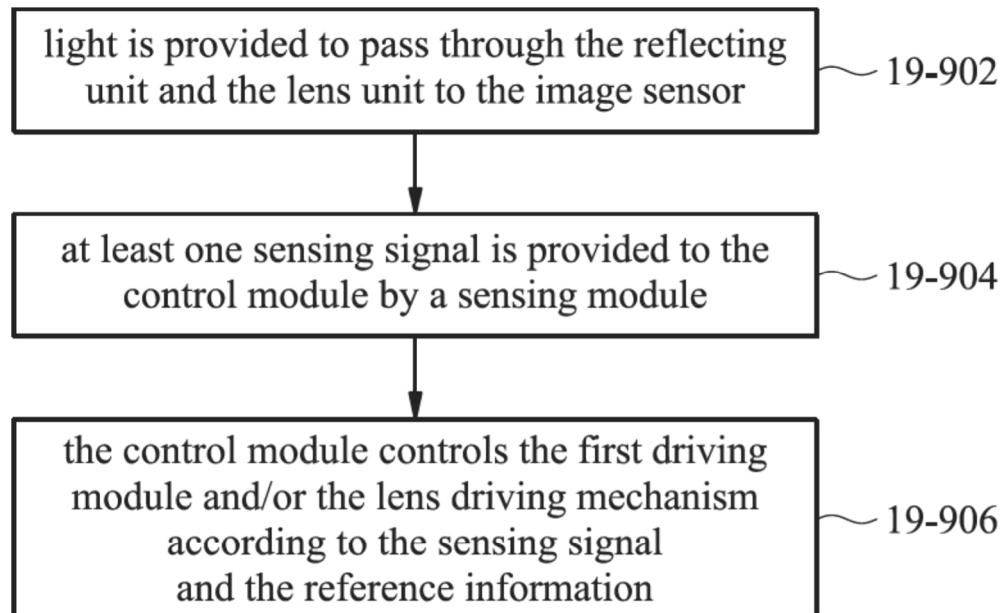 light is provided to pass through the reflecting
unit and the lens unit to the image sensor
19-902
at least one sensing signal is provided to the
control module by a sensing module
19-904
the control module controls the first driving
module and/or the lens driving mechanism
according to the sensing signal
and the reference information
19-906